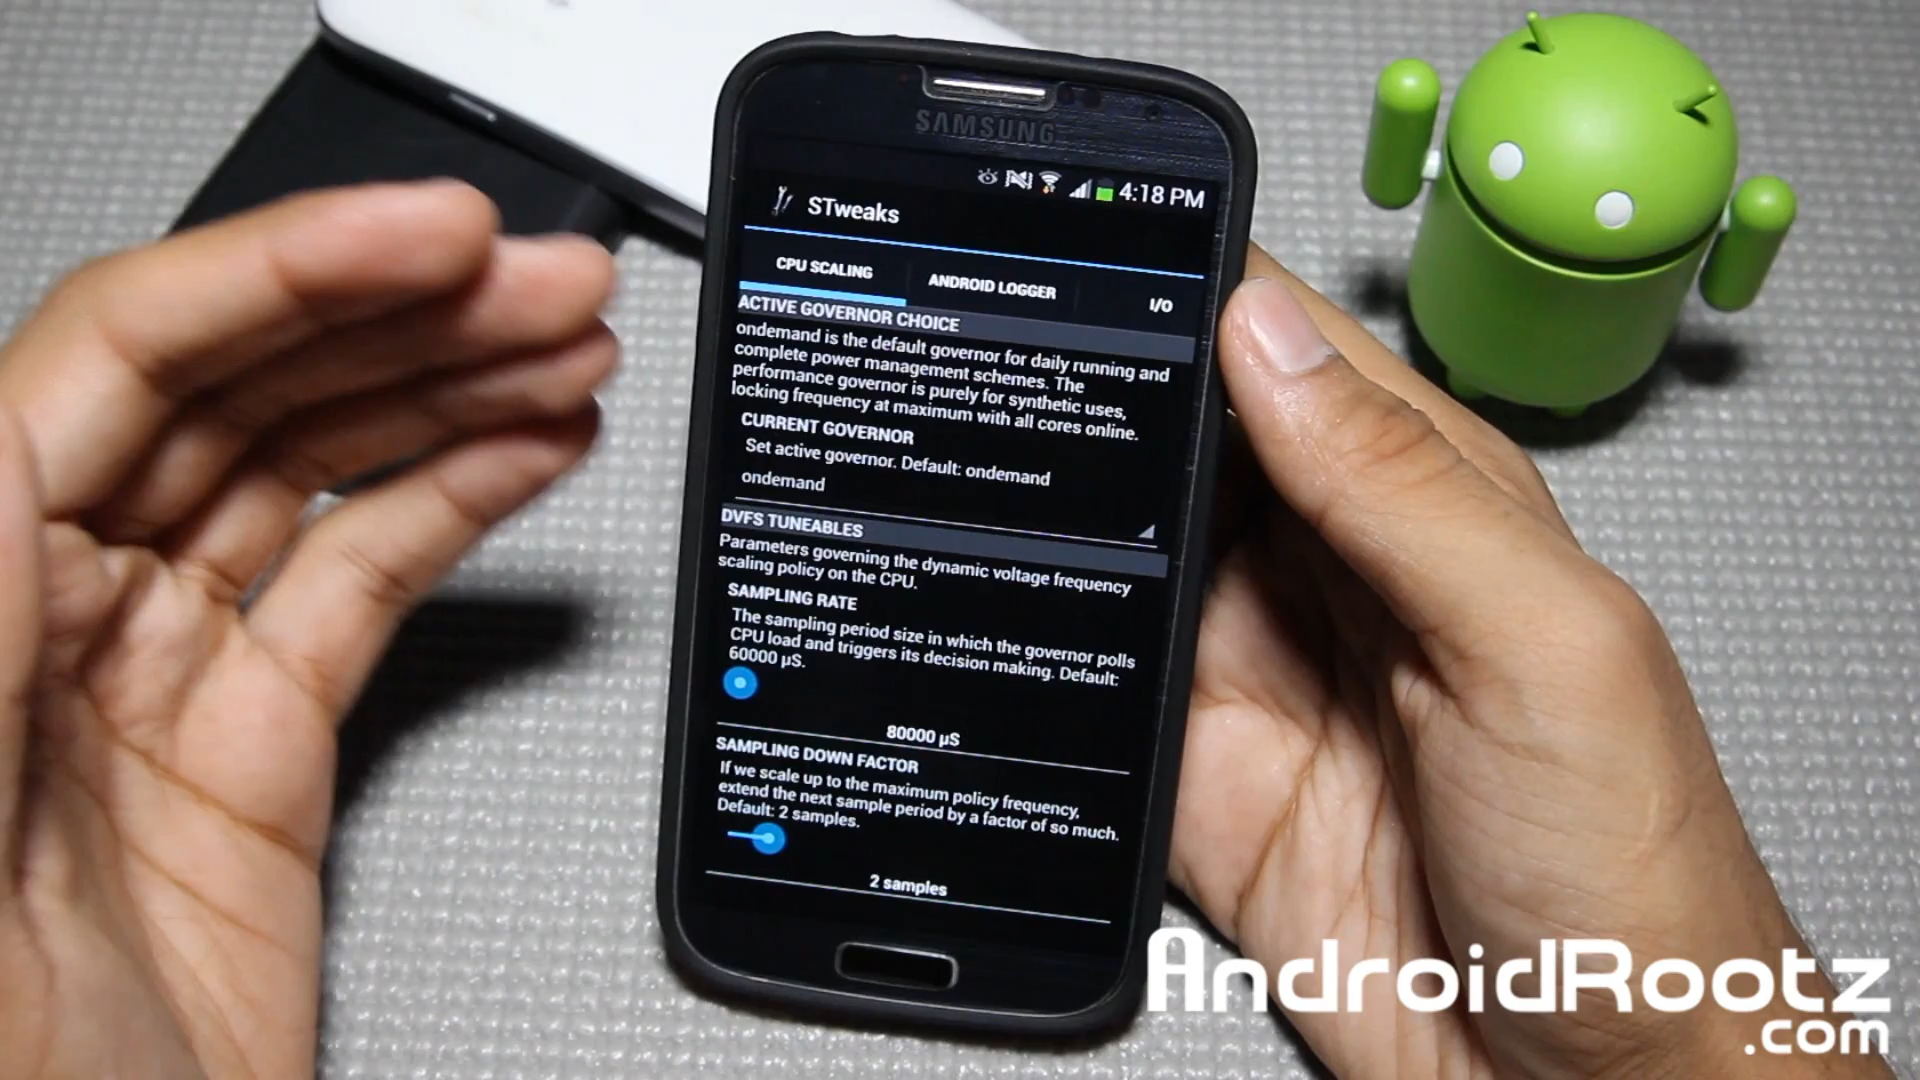 SAMSUNG
4:18 PM
STweaks
CPU SCALING
ANDROID LOGGER
I/O
ACTIVE GOVERNOR CHOICE
ondemand is the default governor for daily running and
complete power management schemes. The
performance governor is purely for synthetic uses,
locking frequency at maximum with all cores online.
CURRENT GOVERNOR
Set active governor. Default: ondemand
ondemand
DVFS TUNEABLES
Parameters governing the dynamic voltage frequency
scaling policy on the CPU.
SAMPLING RATE
The sampling period size in which the governor polls
CPU load and triggers its decision making. Default:
60000 µS.
80000 µS
SAMPLING DOWN FACTOR
If we scale up to the maximum policy frequency,
extend the next sample period by a factor of so much.
Default: 2 samples.
2 samples
AndroidRootz
.com